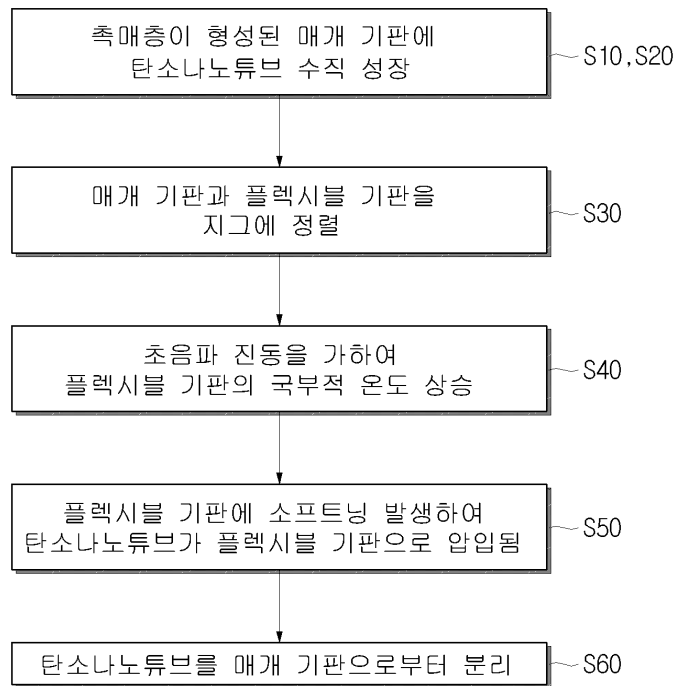 촉매층이 형성된 매개 기판에
탄소나노튜브 수직 성장
S10,S20
매개 기판과 플렉시블 기판을
지그에 정렬
S30
초음파 진동을 가하여
플렉시블 기판의 국부적 온도 상승
S40
플렉시블 기판에 소프트닝 발생하여
탄소나노튜브가 플렉시블 기판으로 압입됨
S50
탄소나노튜브를 매개 기판으로부터 분리
S60